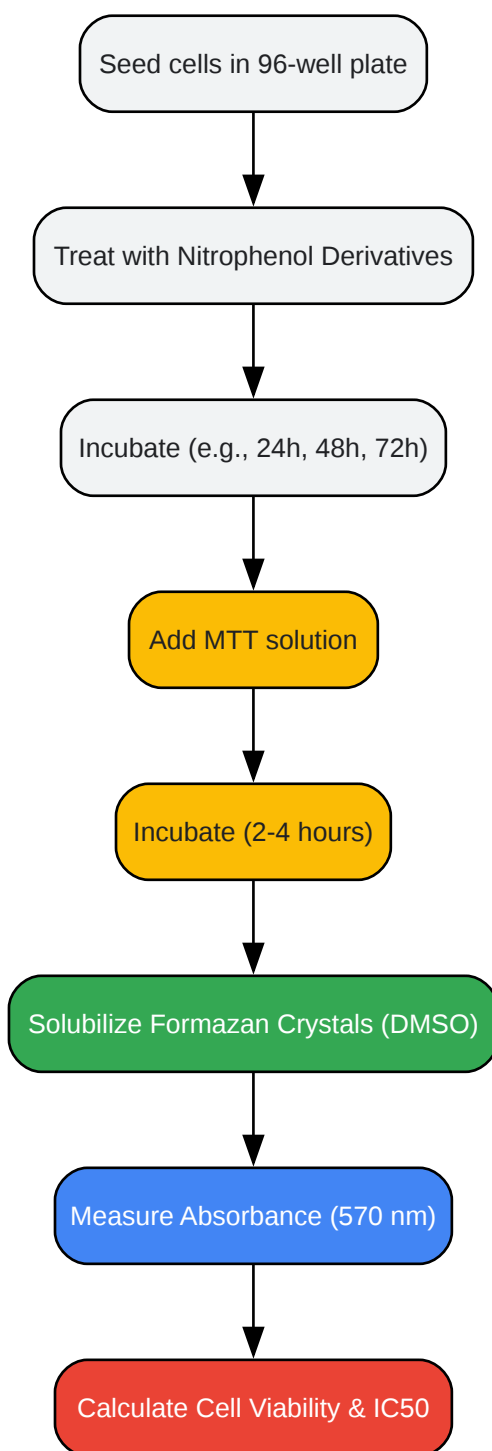 Seed cells in 96-well plate
Treat with Nitrophenol Derivatives
Incubate (e.g., 24h, 48h, 72h)
Add MTT solution
Incubate (2-4 hours)
Solubilize Formazan Crystals (DMSO)
Measure Absorbance (570 nm)
Calculate Cell Viability & IC50